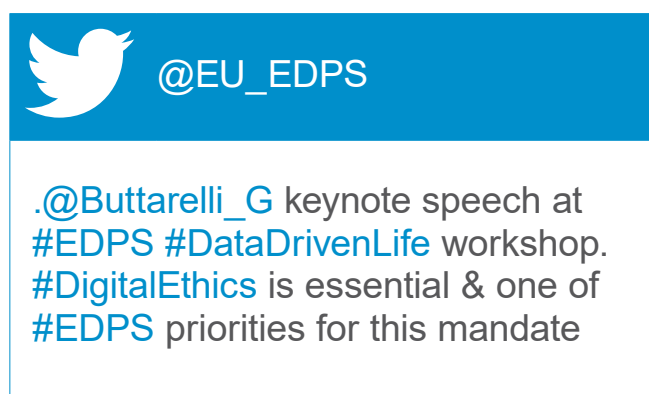 @EU_EDPS
.@Buttarelli_G keynote speech at
#EDPS #DataDrivenLife workshop.
#DigitalEthics is essential & one of
#EDPS priorities for this mandate